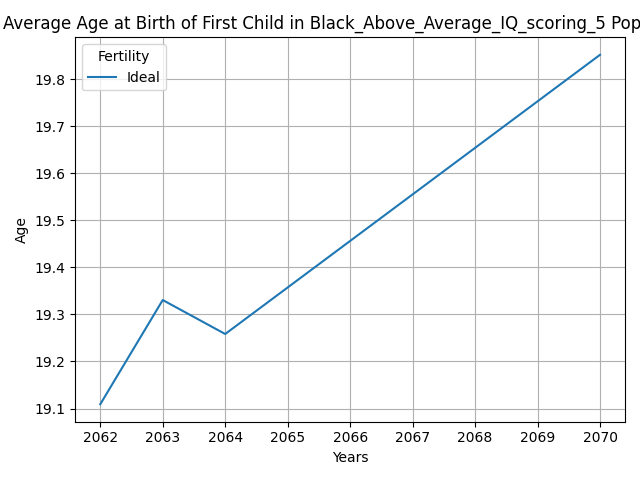 Average Age at Birth of First Child in Black_Above_Average_IQ_scoring_5 Pop
Fertility
Ideal
19.8
19.7
19.6
19.5
19.4
19.3
19.2
19.1
Age
2062 2063 2064 2065 2066 2067 2068 2069 2070
Years